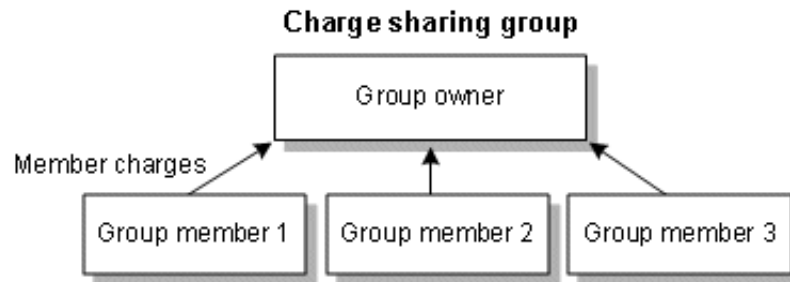 Charge sharing group
Group owner
Member charges
Group member 1
Group member 2
Group member 3